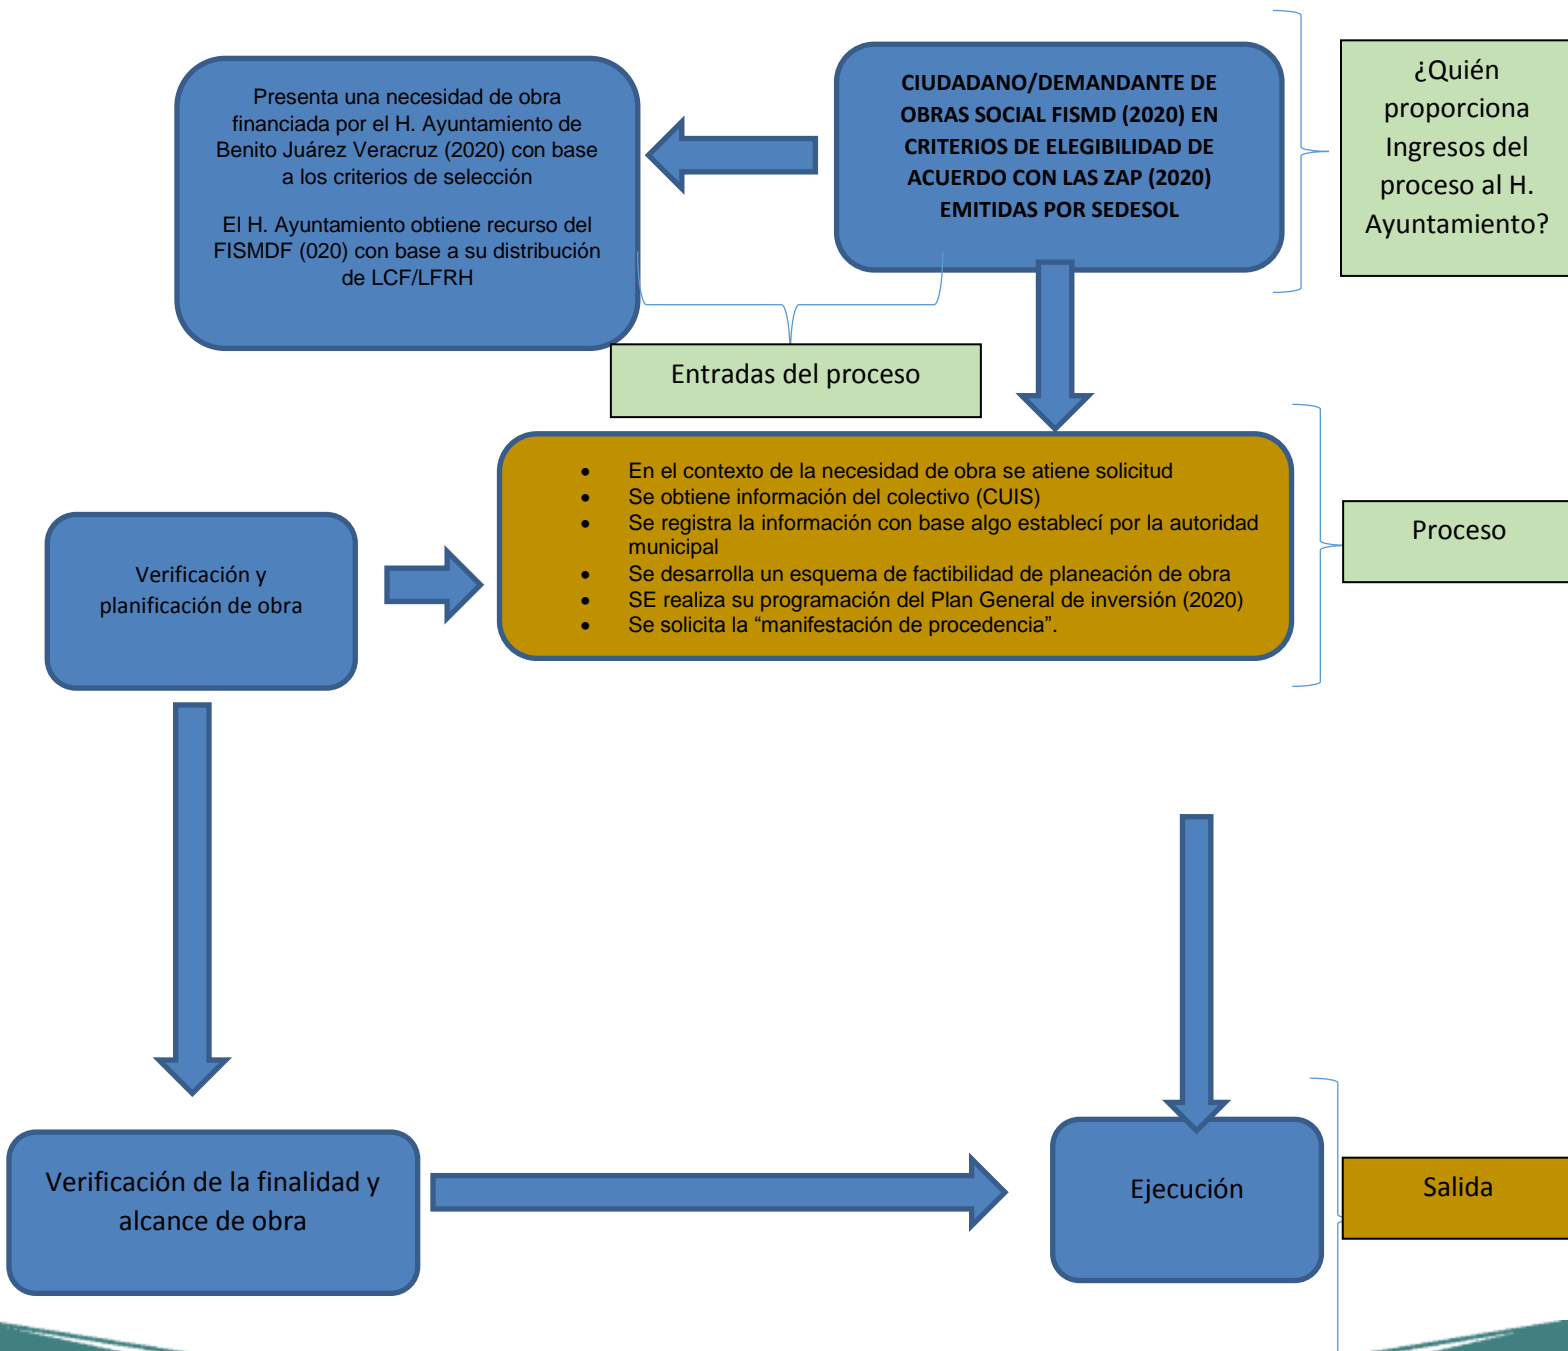 Presenta una necesidad de obra
financiada por el H. Ayuntamiento de
Benito Juárez Veracruz (2020) con base
a los criterios de selección
El H. Ayuntamiento obtiene recurso del
FISMDF (020) con base a su distribución
de LCF/LFRH
CIUDADANO/DEMANDANTE DE
OBRAS SOCIAL FISMD (2020) EN
CRITERIOS DE ELEGIBILIDAD DE
ACUERDO CON LAS ZAP (2020)
EMITIDAS POR SEDESOL
¿Quién
proporciona
Ingresos del
proceso al H.
Ayuntamiento?
Entradas del proceso
• En el contexto de la necesidad de obra se atiene solicitud
• Se obtiene información del colectivo (CUIS)
• Se registra la información con base algo establecí por la autoridad
municipal
• Se desarrolla un esquema de factibilidad de planeación de obra
• SE realiza su programación del Plan General de inversión (2020)
• Se solicita la “manifestación de procedencia”.
Proceso
Verificación y
planificación de obra
Verificación de la finalidad y
alcance de obra
Ejecución
Salida